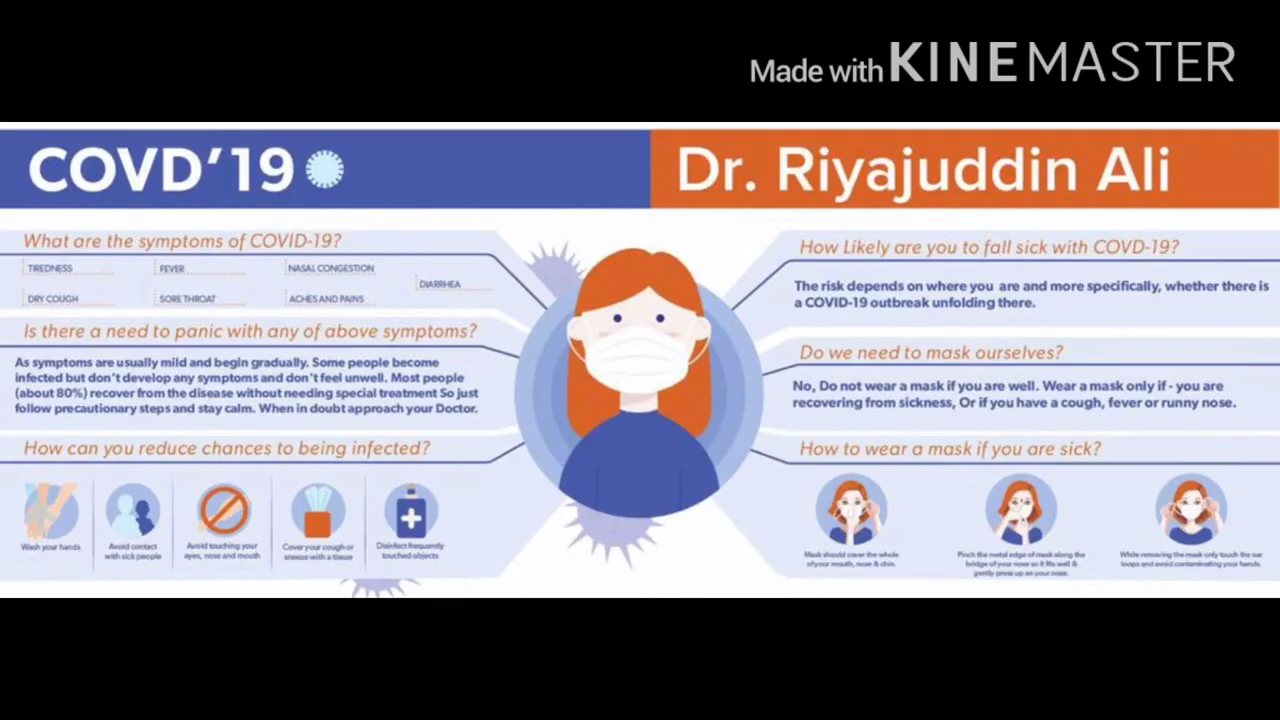 Made with KINEMASTER
COVD'19
Dr. Riyajuddin Ali
What are the symptoms of COVID-19?
TIREDNESS
FEVER
NASAL CONGESTION
DIARRHEA
DRY COUGH
SORE THROAT
ACHES AND PAINS
Is there a need to panic with any of above symptoms?
As symptoms are usually mild and begin gradually. Some people become
infected but don't develop any symptoms and don't feel unwell. Most people
(about 80%) recover from the disease without needing special treatment So just
follow precautionary steps and stay calm. When in doubt approach your Doctor.
How can you reduce chances to being infected?
Wash your hands
Avoid contact
with sick people
Avoid touching your
eyes, nose and mouth
Cover your cough or
sneeze with a tissue
Disinfect frequently
touched objects
How Likely are you to fall sick with COVD-19?
The risk depends on where you are and more specifically, whether there is
a COVID-19 outbreak unfolding there.
Do we need to mask ourselves?
No, Do not wear a mask if you are well. Wear a mask only if - you are
recovering from sickness, Or if you have a cough, fever or runny nose.
How to wear a mask if you are sick?
Mask should cover the whole
of your mouth, nose & chin.
Pinch the metal edge of mask along the
bridge of your nose so it fits well &
gently press up on your nose.
While removing the mask only touch the ear
loops and avoid contaminating your hands.